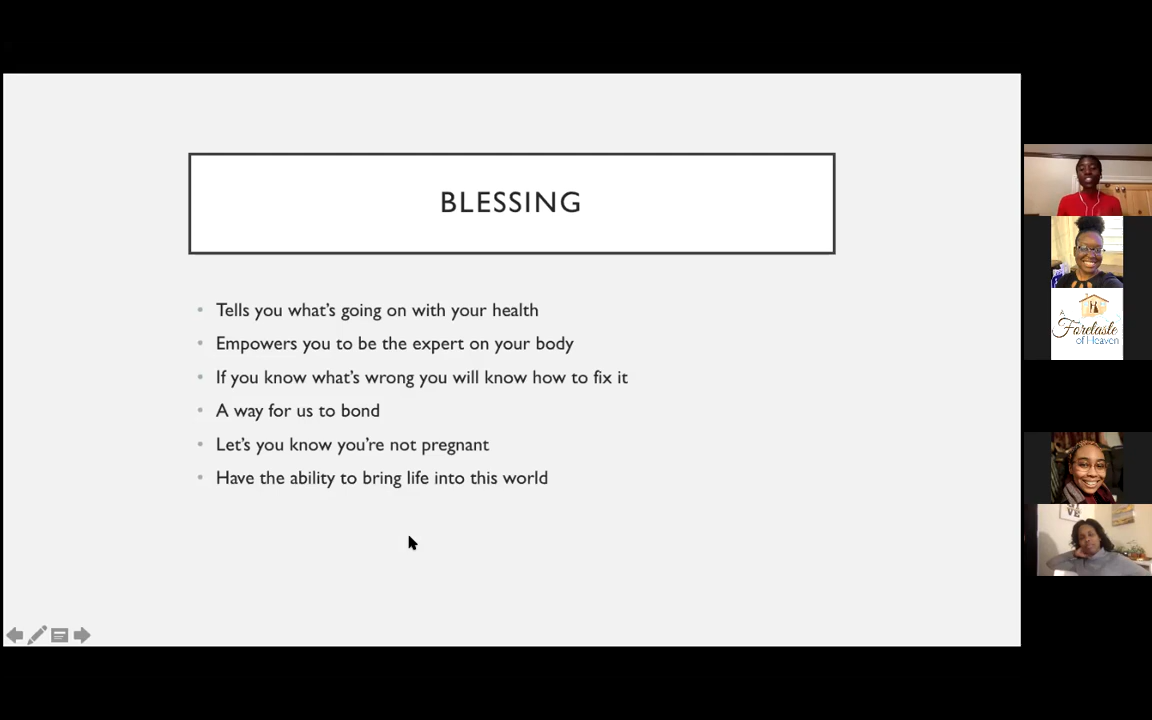 BLESSING
Tells you what's going on with your health
Empowers you to be the expert on your body
If you know what's wrong you will know how to fix it
A way for us to bond
Let's you know you're not pregnant
Have the ability to bring life into this world
A
Foretaste
of Heaven